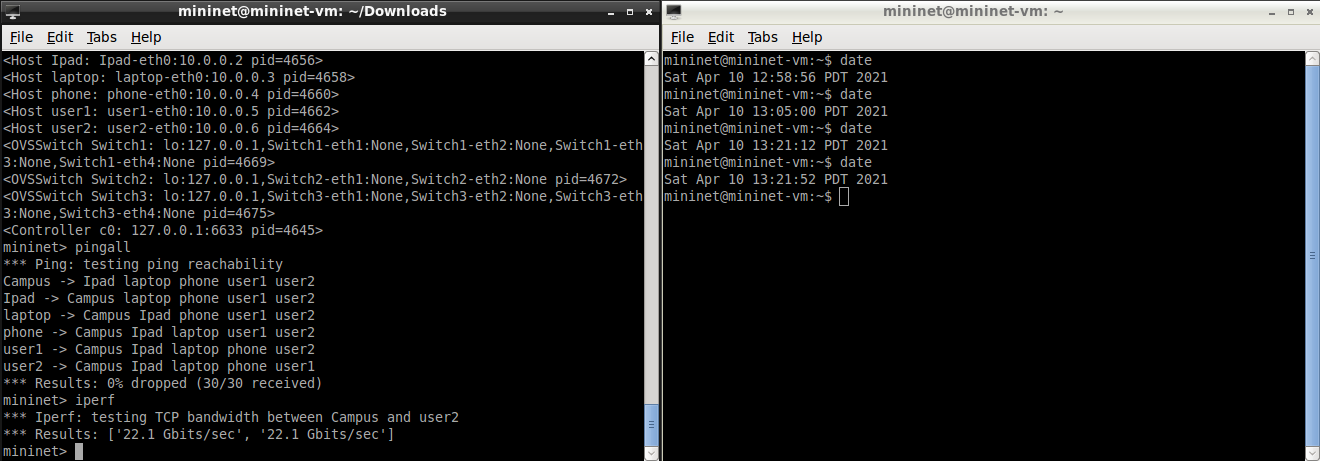 mininet@mininet-vm: ~/Downloads
File Edit Tabs Help
<Host Ipad: Ipad-eth0:10.0.0.2 pid=4656>
<Host laptop: laptop-eth0:10.0.0.3 pid=4658>
<Host phone: phone-eth0:10.0.0.4 pid=4660>
<Host user1: user1-eth0:10.0.0.5 pid=4662>
<Host user2: user2-eth0:10.0.0.6 pid=4664>
<OVSSwitch Switch1: lo:127.0.0.1,Switch1-eth1:None,Switch1-eth2:None,Switch1-eth
3:None,Switch1-eth4:None pid=4669>
<OVSSwitch Switch2: lo:127.0.0.1,Switch2-eth1:None,Switch2-eth2:None pid=4672>
<OVSSwitch Switch3: lo:127.0.0.1,Switch3-eth1:None,Switch3-eth2:None,Switch3-eth
3:None,Switch3-eth4:None pid=4675>
<Controller c0: 127.0.0.1:6633 pid=4645>
mininet> pingall
*** Ping: testing ping reachability
Campus -> Ipad laptop phone user1 user2
Ipad -> Campus laptop phone user1 user2
laptop -> Campus Ipad phone user1 user2
phone -> Campus Ipad laptop user1 user2
user1 -> Campus Ipad laptop phone user2
user2 -> Campus Ipad laptop phone user1
*** Results: 0% dropped (30/30 received)
mininet> iperf
*** Iperf: testing TCP bandwidth between Campus and user2
*** Results: ['22.1 Gbits/sec', '22.1 Gbits/sec']
mininet>
mininet@mininet-vm: ~
File Edit Tabs Help
mininet@mininet-vm:~$ date
Sat Apr 10 12:58:56 PDT 2021
mininet@mininet-vm:~$ date
Sat Apr 10 13:05:00 PDT 2021
mininet@mininet-vm:~$ date
Sat Apr 10 13:21:12 PDT 2021
mininet@mininet-vm:~$ date
Sat Apr 10 13:21:52 PDT 2021
mininet@mininet-vm:~$